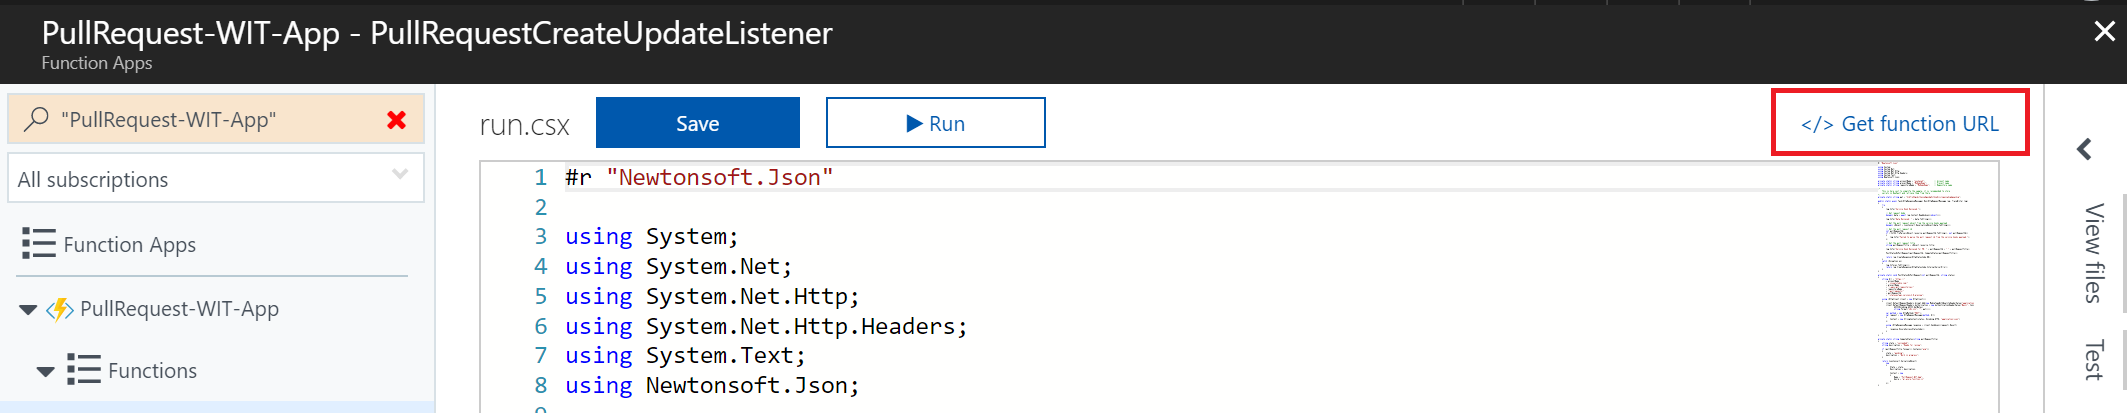 PullRequest-WIT-App - PullRequestCreateUpdateListener
Function Apps
"PullRequest-WIT-App"
All subscriptions
Function Apps
PullRequest-WIT-App
Functions
run.csx
Save
Run
</> Get function URL
1 #r "Newtonsoft.Json"
2
3 using System;
4 using System.Net;
5 using System.Net.Http;
6 using System.Net.Http.Headers;
7 using System.Text;
8 using Newtonsoft.Json;
View files
Test